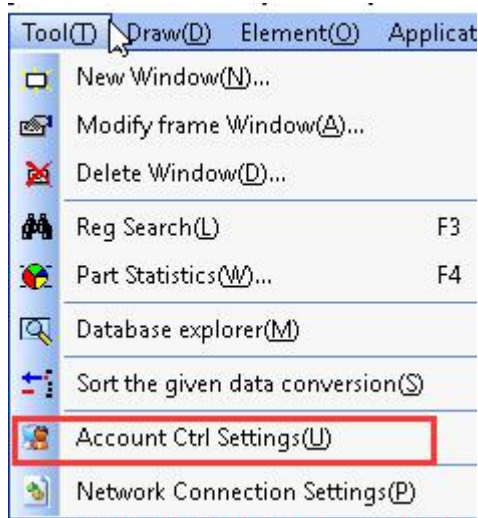 Tool(T) Draw(D) Element(O) Applicat
New Window(N)...
Modify frame Window(A)...
Delete Window(D)...
Reg Search(L) F3
Part Statistics(W)... F4
Database explorer(M)
Sort the given data conversion(S)
Account Ctrl Settings(U)
Network Connection Settings(P)